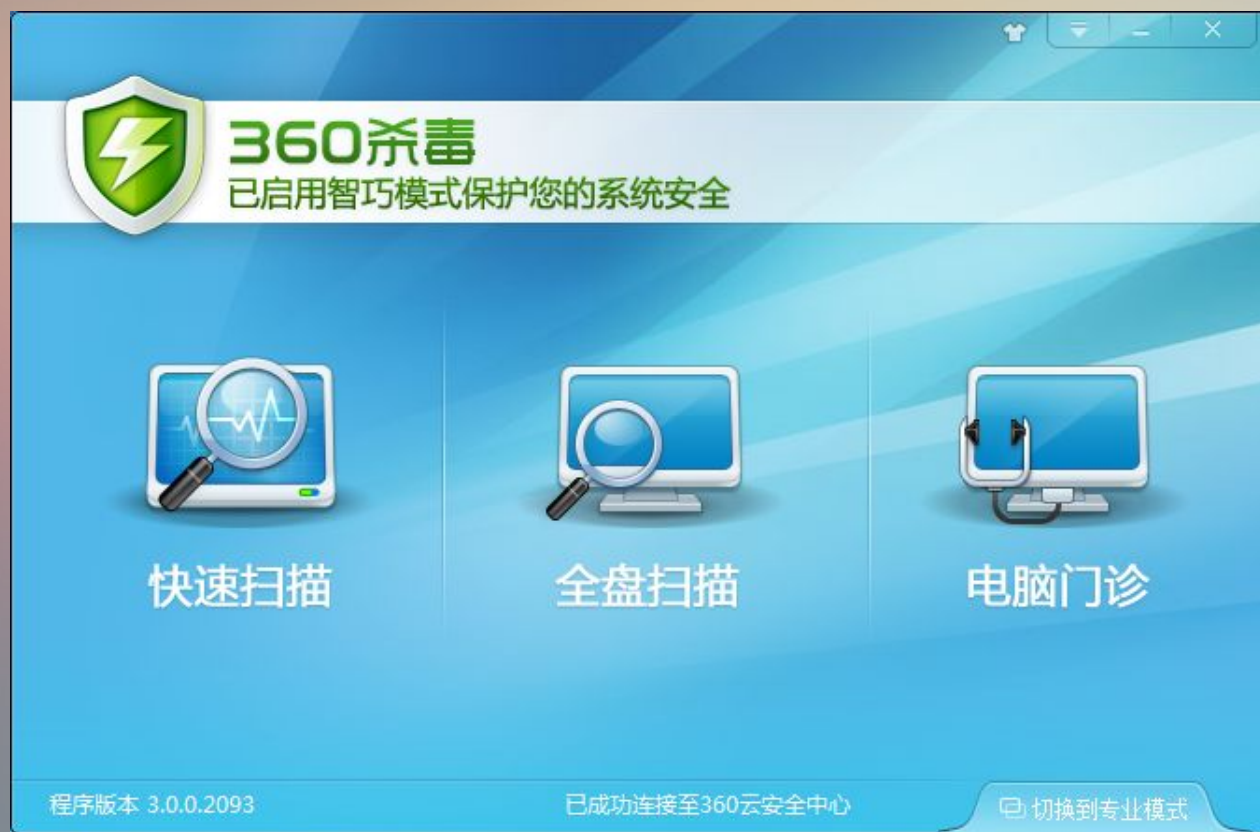 360杀毒
已启用智巧模式保护您的系统安全
快速扫描
全盘扫描
电脑门诊
程序版本 3.0.0.2093
已成功连接至360云安全中心
切换到专业模式